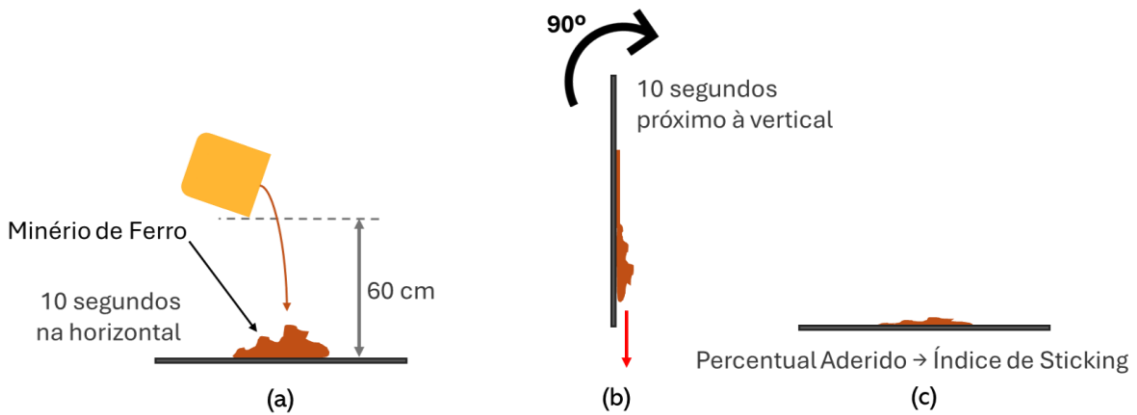 Minério de Ferro
10 segundos
na horizontal
60 cm
(a)
90º
10 segundos
próximo à vertical
(b)
Percentual Aderido → Índice de Sticking
(c)